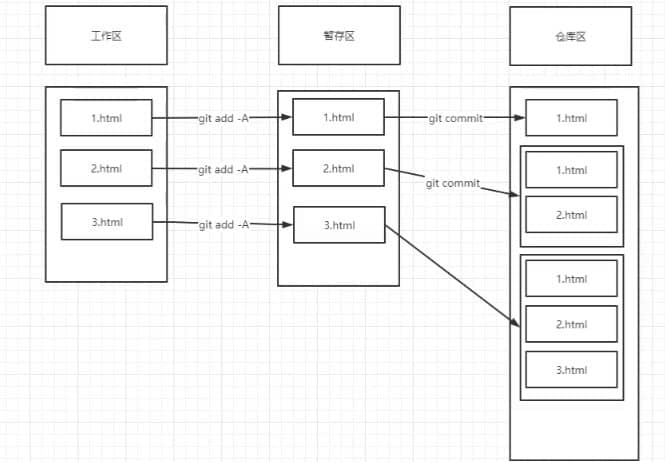 工作区
暂存区
仓库区
1.html
git add -A
1.html
git commit
1.html
2.html
git add -A
2.html
git commit
1.html
2.html
3.html
git add -A
3.html
1.html
2.html
3.html